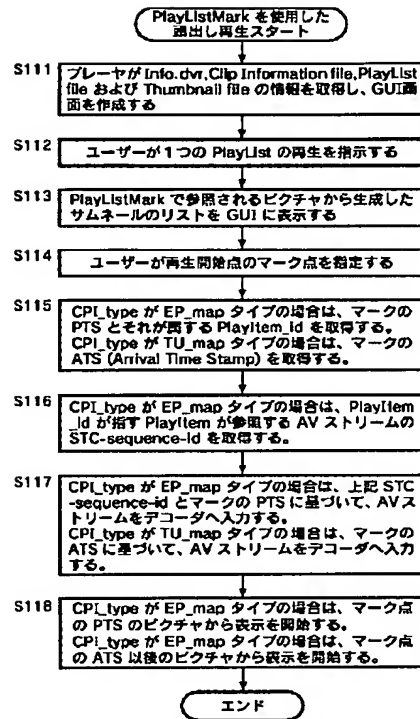 PlayListMark を使用した
頭出し再生スタート
S111
プレーヤが Info.dvr,Clip Information file,PlayList
file および Thumbnail file の情報を取得し、GUI画
面を作成する
S112
ユーザーが1つの PlayList の再生を指示する
S113
PlayListMark で参照されるピクチャから生成した
サムネールのリストを GUI に表示する
S114
ユーザーが再生開始点のマーク点を指定する
S115
CPI_type が EP_map タイプの場合は、マークの
PTS とそれが属する PlayItem_id を取得する。
CPI_type が TU_map タイプの場合は、マークの
ATS (Arrival Time Stamp) を取得する。
S116
CPI_type が EP_map タイプの場合は、PlayItem
_id が指す PlayItem が参照する AV ストリームの
STC-sequence-id を取得する。
S117
CPI_type が EP_map タイプの場合は、上記 STC
-sequence-id とマークの PTS に基づいて、AVス
トリームをデコーダへ入力する。
CPI_type が TU_map タイプの場合は、マークの
ATS に基づいて、AVストリームをデコーダへ入力
する。
S118
CPI_type が EP_map タイプの場合は、マーク点
の PTS のピクチャから表示を開始する。
CPI_type が EP_map タイプの場合は、マーク点
の ATS 以後のピクチャから表示を開始する。
エンド